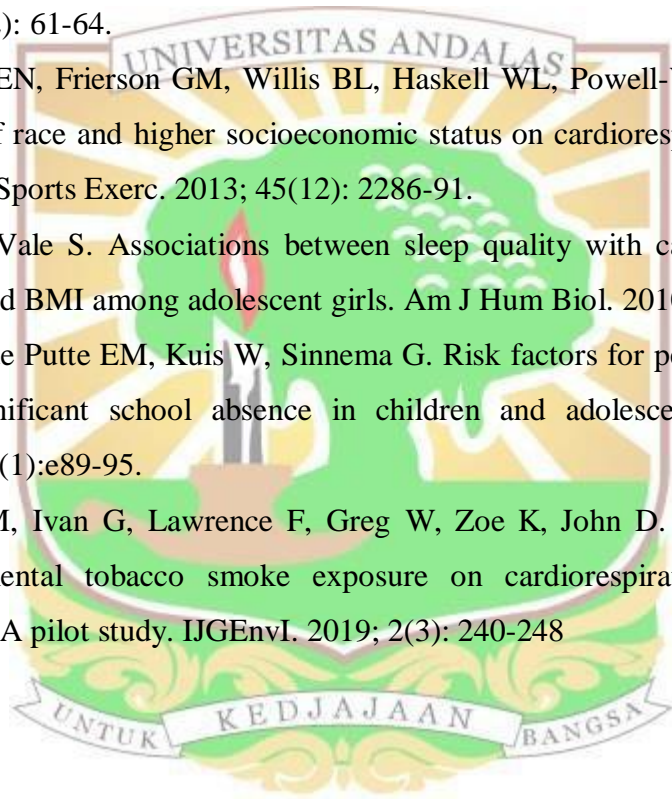 ): 61-64.
UNIVERSITAS ANDALAS
EN, Frierson GM, Willis BL, Haskell WL, Powell-
f race and higher socioeconomic status on cardiores
Sports Exerc. 2013; 45(12): 2286-91.
Vale S. Associations between sleep quality with ca
d BMI among adolescent girls. Am J Hum Biol. 201
e Putte EM, Kuis W, Sinnema G. Risk factors for pe
nificant school absence in children and adolesce
(1):e89-95.
M, Ivan G, Lawrence F, Greg W, Zoe K, John D.
mental tobacco smoke exposure on cardiorespira
A pilot study. IJGEnvI. 2019; 2(3): 240-248
UNTUK KEDJAJAAN BANGSA